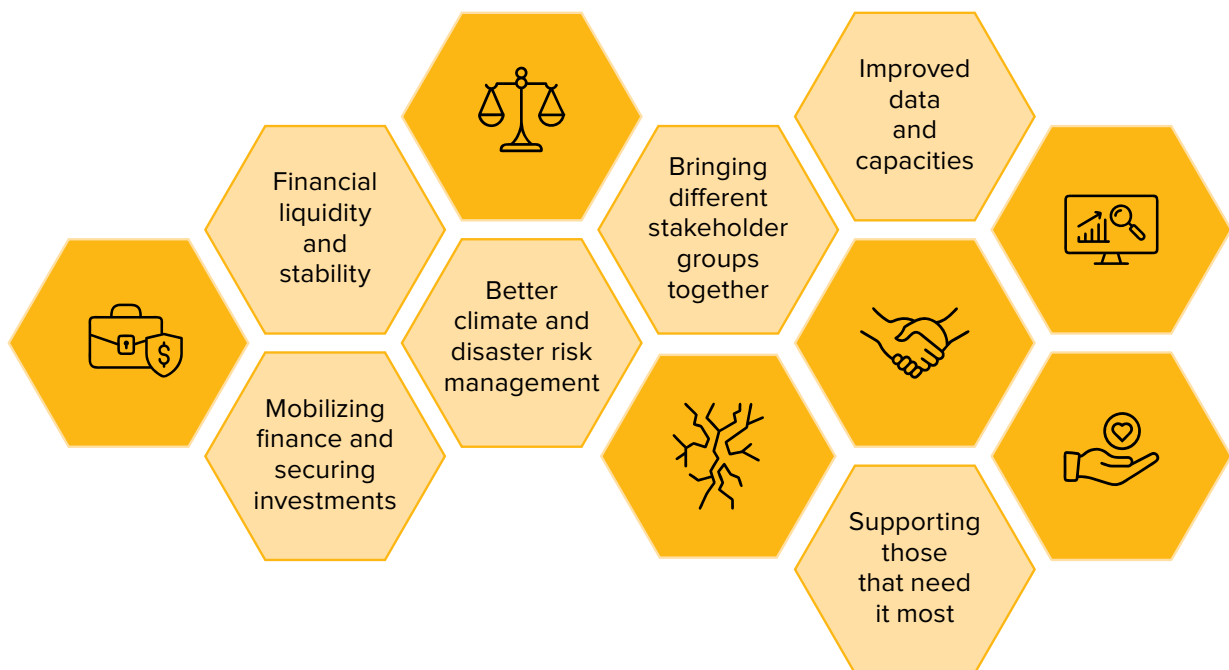 Financial
liquidity
and
stability
Mobilizing
finance and
securing
investments
Better
climate and
disaster risk
management
Bringing
different
stakeholder
groups
together
Improved
data
and
capacities
Supporting
those
that need
it most
$